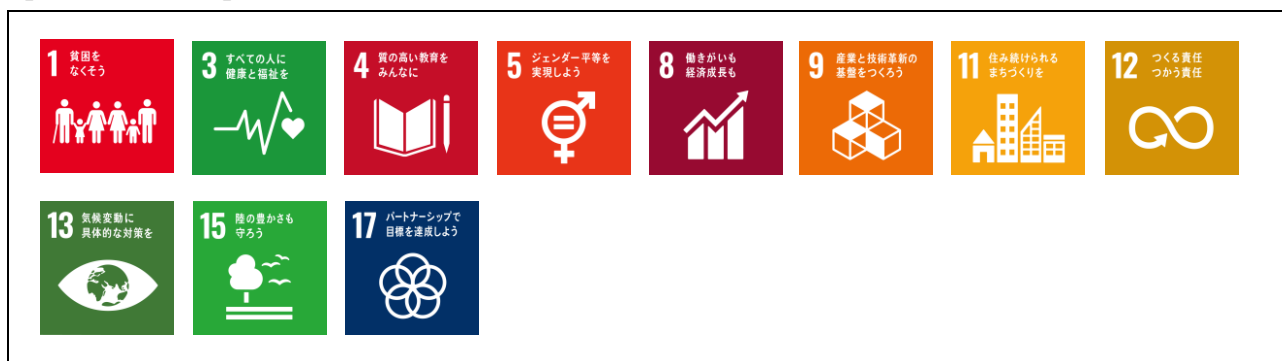 1 貧困を
なくそう
3 すべての人に
健康と福祉を
4 質の高い教育を
みんなに
5 ジェンダー平等を
実現しよう
8 働きがいも
経済成長も
9 産業と技術革新の
基盤をつくろう
11 住み続けられる
まちづくりを
12 つくる責任
つかう責任
13 気候変動に
具体的な対策を
15 陸の豊かさも
守ろう
17 パートナーシップで
目標を達成しよう